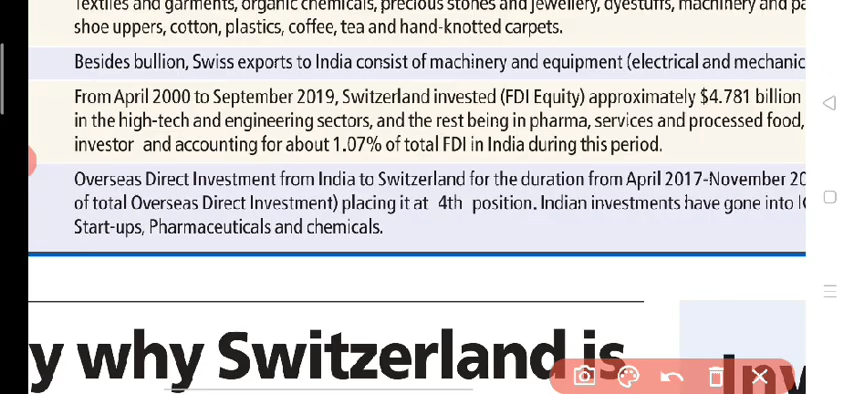 Textiles and garments, organic chemicals, precious stones and jewellery, dyestuffs, machinery and
shoe uppers, cotton, plastics, coffee, tea and hand-knotted carpets.
Besides bullion, Swiss exports to India consist of machinery and equipment (electrical and mechanic
From April 2000 to September 2019, Switzerland invested (FDI Equity) approximately $4.781 billion
in the high-tech and engineering sectors, and the rest being in pharma, services and processed food,
investor and accounting for about 1.07% of total FDI in India during this period.
Overseas Direct Investment from India to Switzerland for the duration from April 2017-November 20
of total Overseas Direct Investment) placing it at 4th position. Indian investments have gone into
Start-ups, Pharmaceuticals and chemicals.
y why Switzerland is
Inv